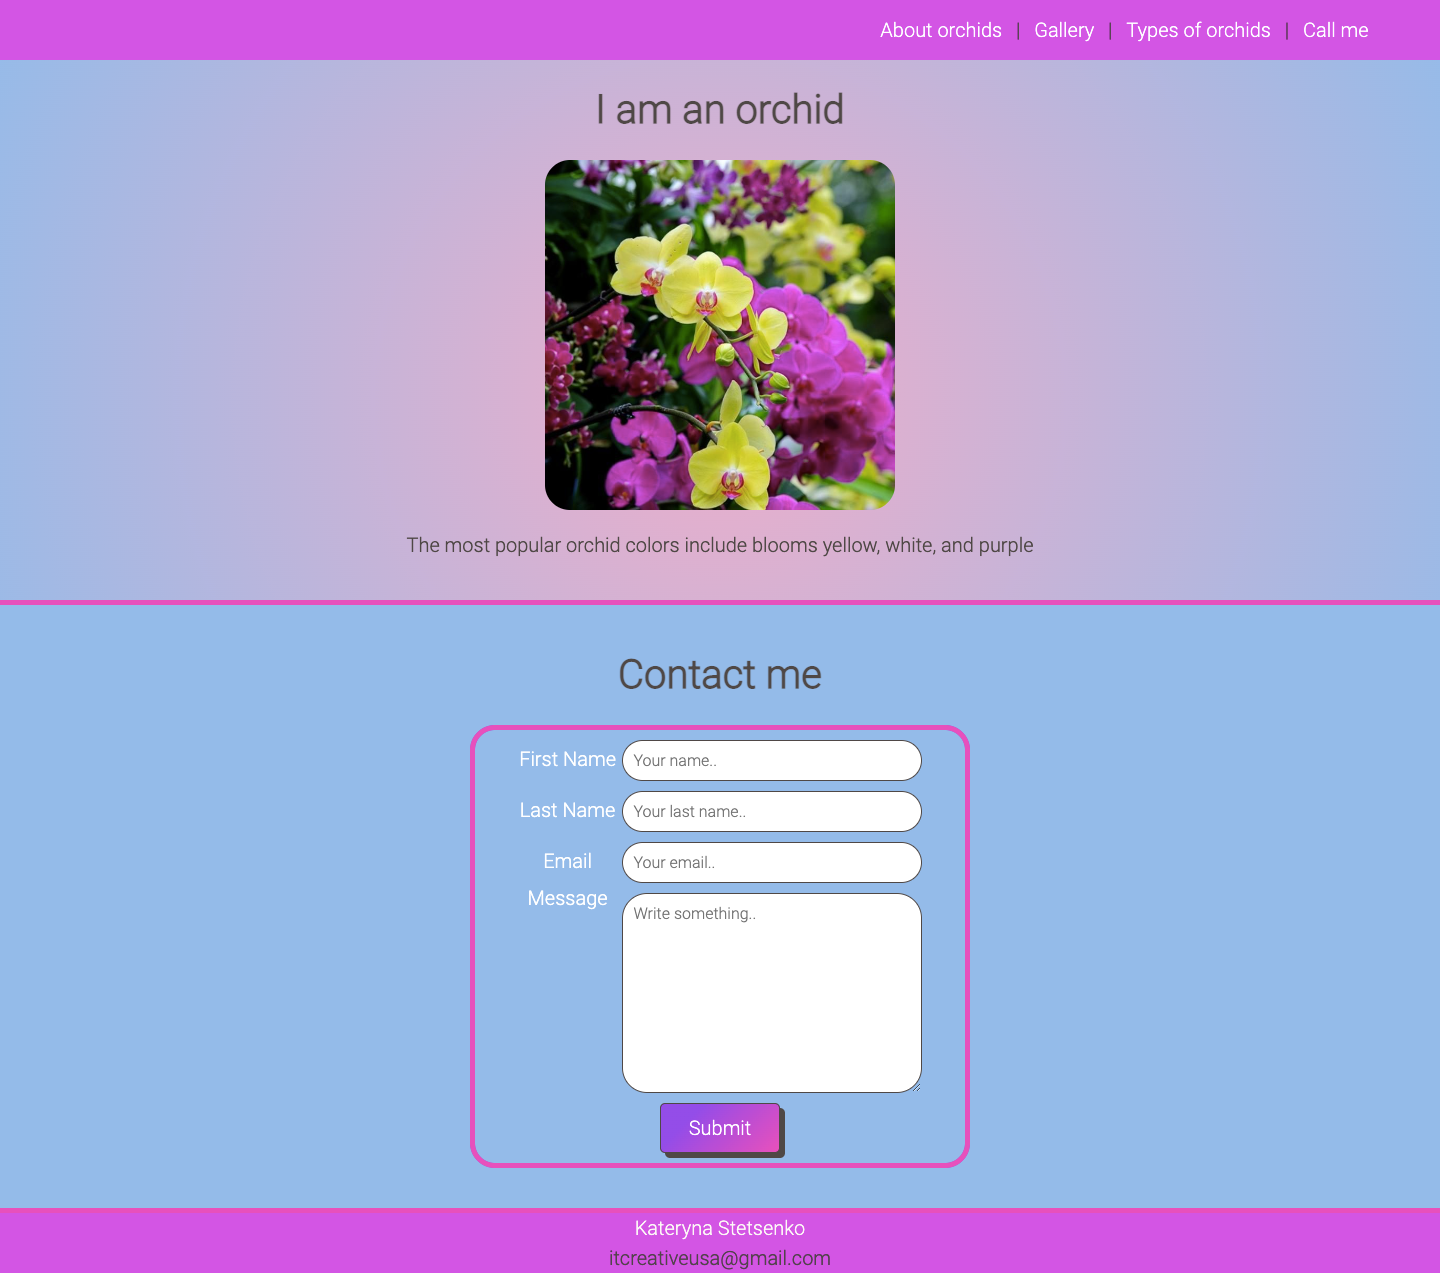 About orchids | Gallery | Types of orchids | Call me
I am an orchid
The most popular orchid colors include blooms yellow, white, and purple
Contact me
First Name Your name..
Last Name Your last name..
Email Your email..
Message Write something..
Submit
Kateryna Stetsenko
itcreativeusa@gmail.com